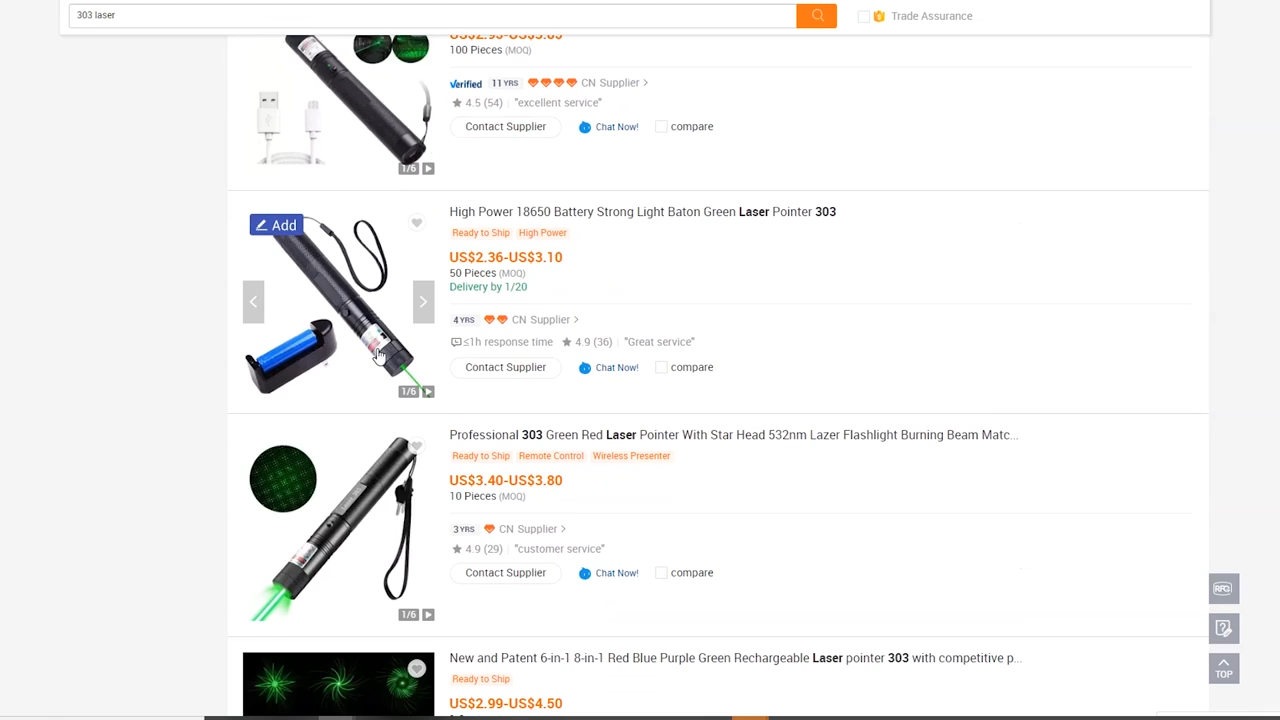 303 laser
Trade Assurance
US$2.95-US$3.85
100 Pieces (MOQ)
Verified 11 YRS CN Supplier >
4.5 (54) "excellent service"
Contact Supplier Chat Now! compare
1/6
High Power 18650 Battery Strong Light Baton Green Laser Pointer 303
Add
Ready to Ship High Power
US$2.36-US$3.10
50 Pieces (MOQ)
Delivery by 1/20
4 YRS CN Supplier >
≤1h response time 4.9 (36) "Great service"
Contact Supplier Chat Now! compare
1/6
Professional 303 Green Red Laser Pointer With Star Head 532nm Lazer Flashlight Burning Beam Matc...
Ready to Ship Remote Control Wireless Presenter
US$3.40-US$3.80
10 Pieces (MOQ)
3 YRS CN Supplier >
4.9 (29) "customer service"
Contact Supplier Chat Now! compare
RFQ
1/6
TOP
New and Patent 6-in-1 8-in-1 Red Blue Purple Green Rechargeable Laser pointer 303 with competitive p...
Ready to Ship
US$2.99-US$4.50